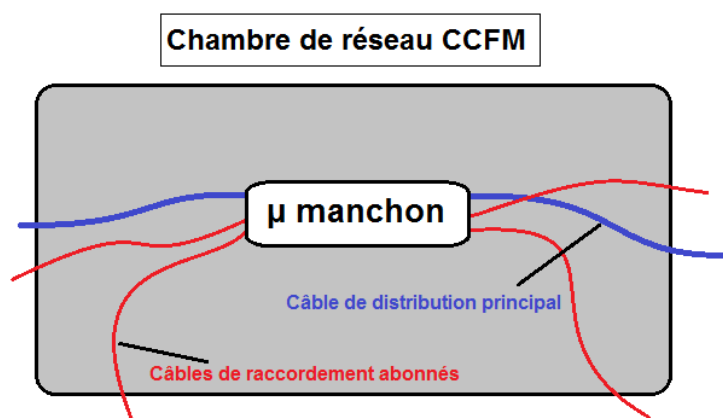 Chambre de réseau CCFM
µ manchon
Câble de distribution principal
Câbles de raccordement abonnés